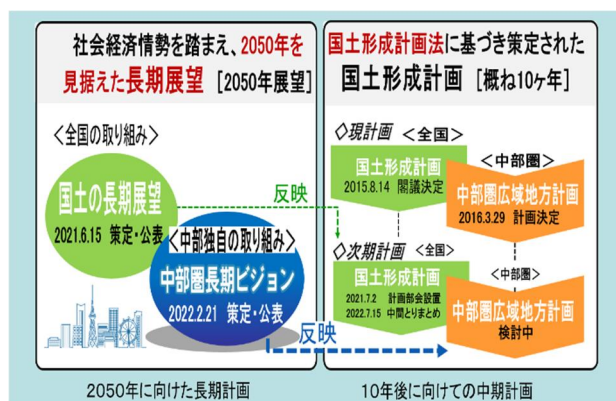 社会経済情勢を踏まえ、2050年を
見据えた長期展望 [2050年展望]
<全国の取り組み>
国土の長期展望
2021.6.15 策定・公表
<中部独自の取り組み>
中部圏長期ビジョン
2022.2.21 策定・公表
2050年に向けた長期計画
反映
反映
国土形成計画法に基づき策定された
国土形成計画 [概ね10ヶ年]
◇現計画 <全国>
国土形成計画
2015.8.14 閣議決定
<中部圏>
中部圏広域地方計画
2016.3.29 計画決定
◇次期計画 <全国>
国土形成計画
2021.7.2 計画部会設置
2022.7.15 中間とりまとめ
<中部圏>
中部圏広域地方計画
検討中
10年後に向けての中期計画